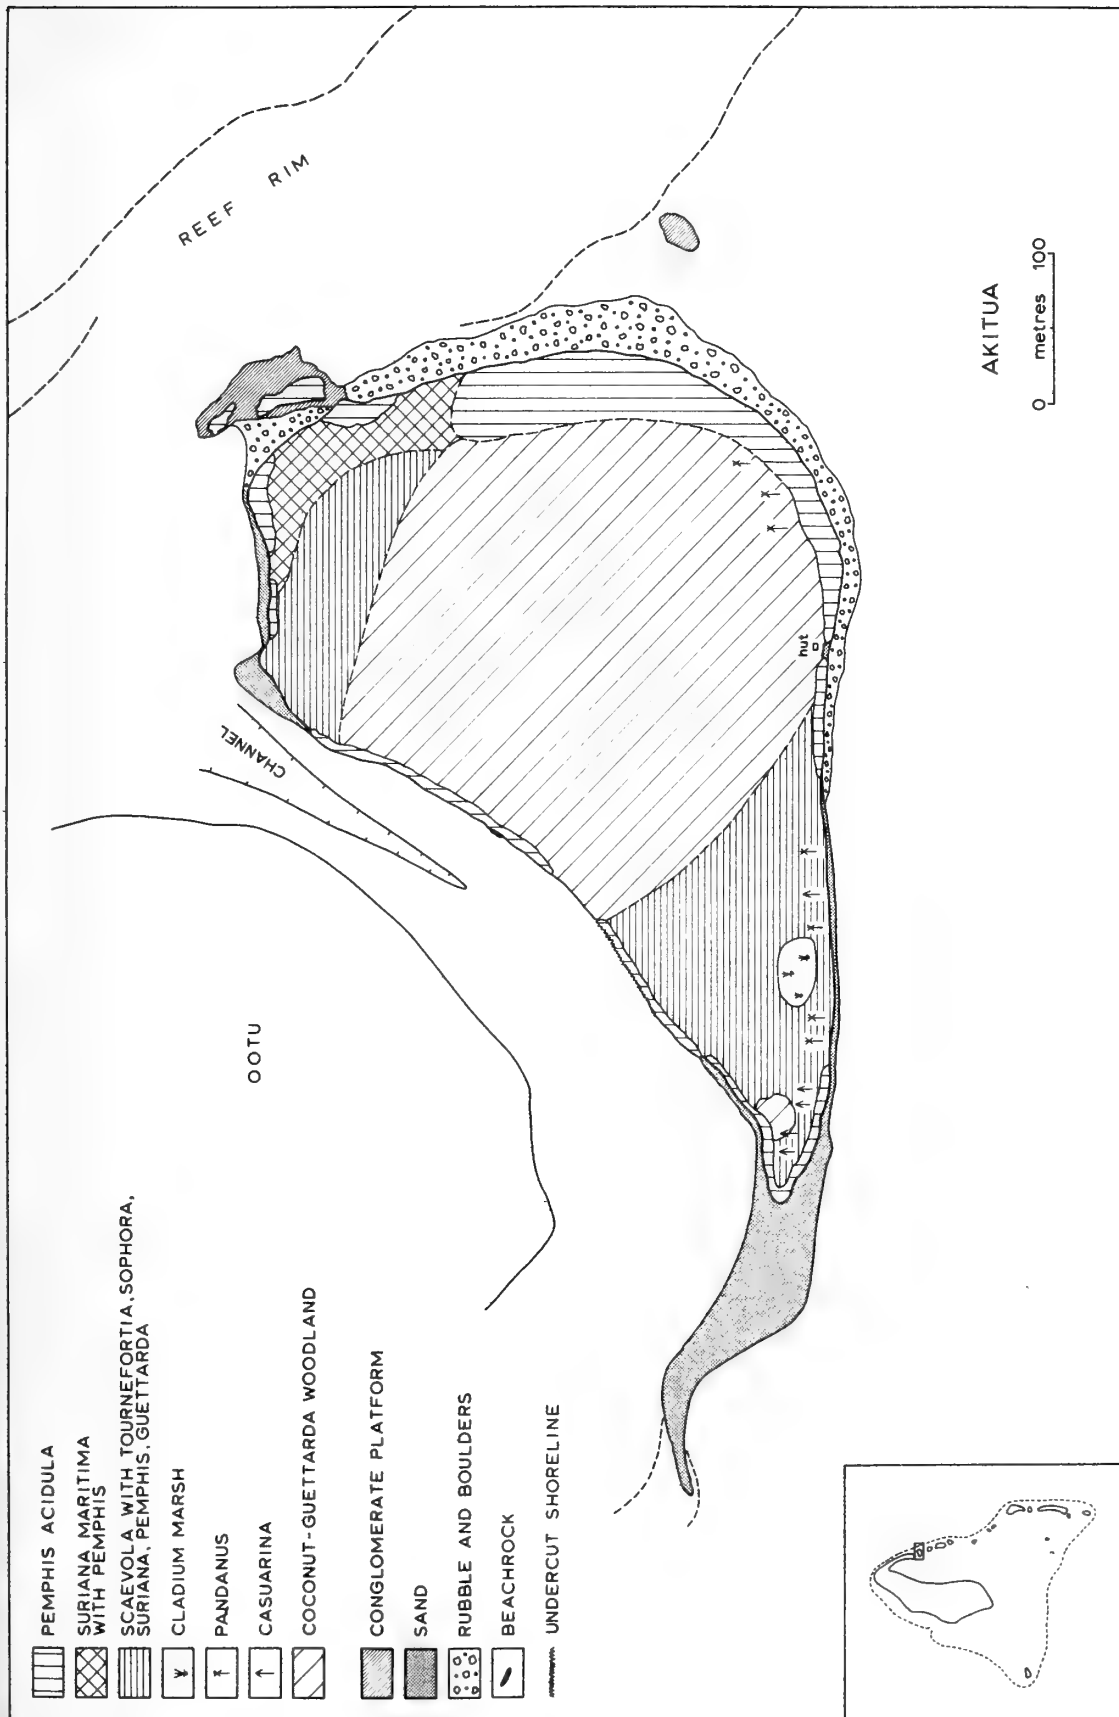 PEMPHIS ACIDULA
SURIANA MARITIMA
WITH PEMPHIS
SCAEVOLA WITH TOURNEFORTIA, SOPHORA,
SURIANA, PEMPHIS, GUETTARDA
CLADIUM MARSH
PANDANUS
CASUARINA
COCONUT-GUETTARDA WOODLAND
CONGLOMERATE PLATFORM
SAND
RUBBLE AND BOULDERS
BEACHROCK
UNDERCUT SHORELINE
OOTU
CHANNEL
REEF RIM
hut
AKITUA
0 metres 100